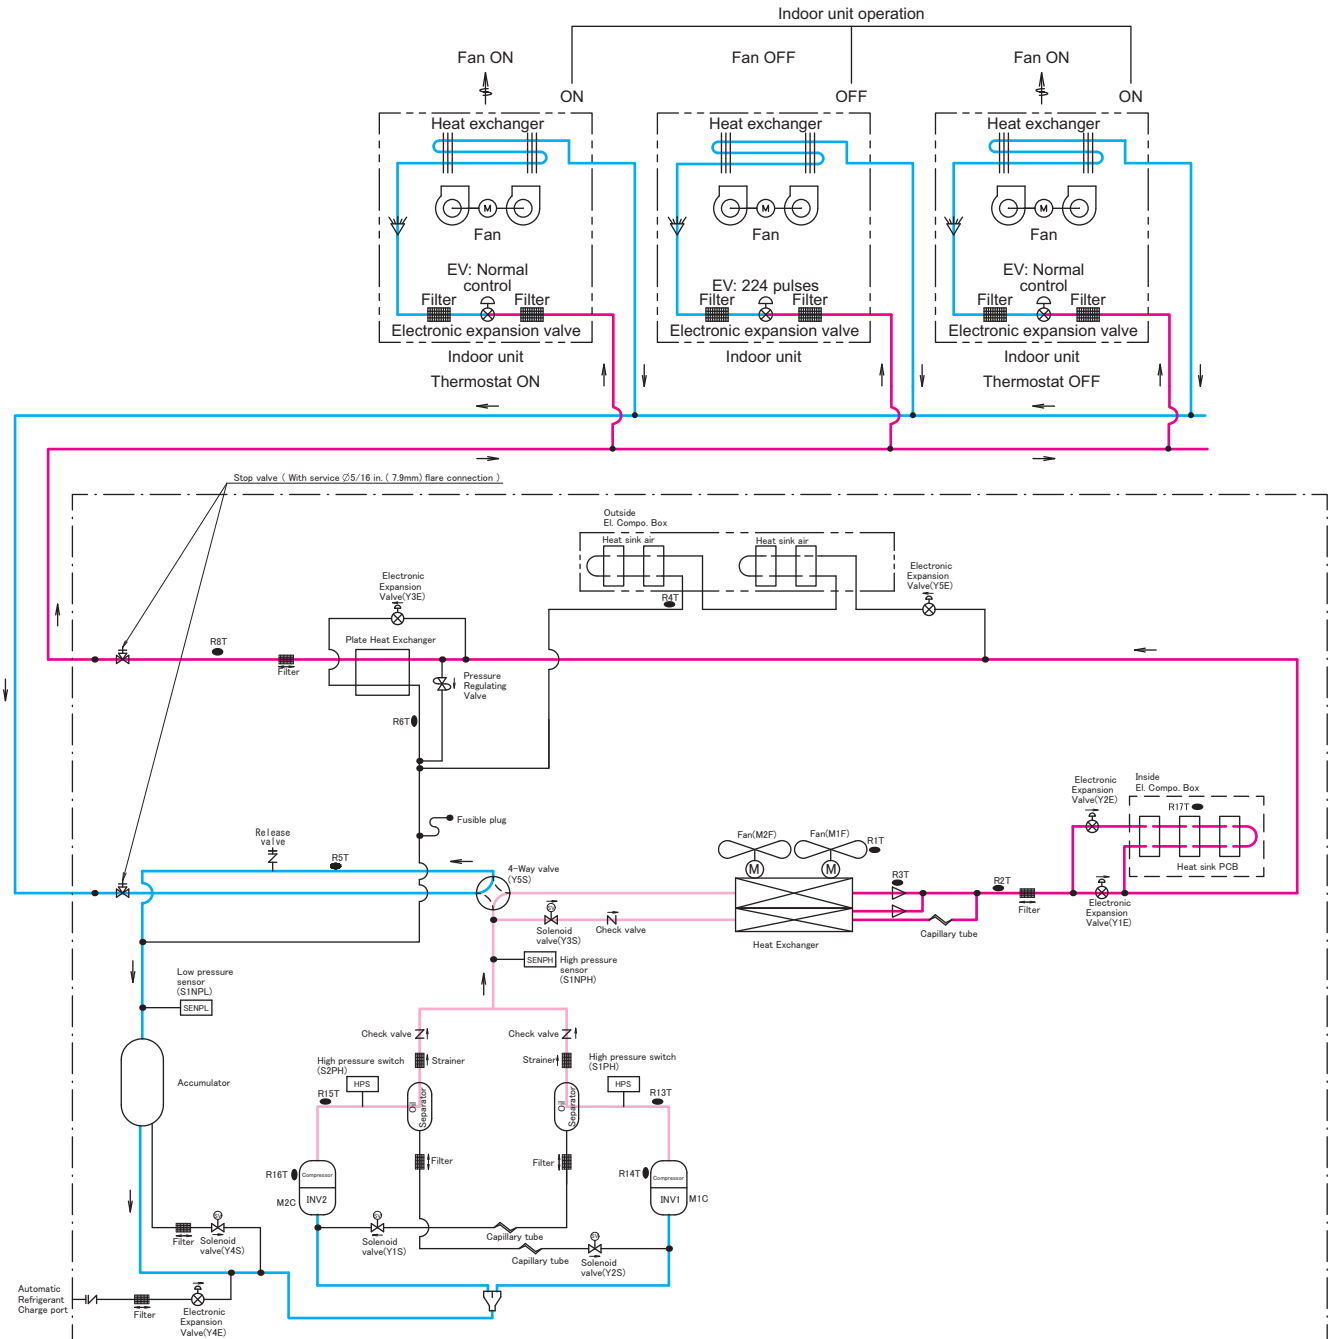 Indoor unit operation
Fan ON
Fan OFF
Fan ON
ON
OFF
ON
Heat exchanger
Heat exchanger
Heat exchanger
M
M
M
Fan
Fan
Fan
EV: Normal
control
EV: 224 pulses
EV: Normal
control
Filter
Filter
Filter
Filter
Filter
Filter
Electronic expansion valve
Electronic expansion valve
Electronic expansion valve
Indoor unit
Indoor unit
Indoor unit
Thermostat ON
Thermostat OFF
Stop valve ( With service ∅5/16 in. ( 7.9mm) flare connection )
Outside
El. Compo. Box
Heat sink air
Heat sink air
Electronic
Expansion
Valve(Y3E)
R4T
Electronic
Expansion
Valve(Y5E)
R8T
Plate Heat Exchanger
Filter
Pressure
Regulating
Valve
R6T
Electronic
Expansion
Valve(Y2E)
Inside
El. Compo. Box
R17T
Heat sink PCB
Fusible plug
Release
valve
R5T
4-Way valve
(Y5S)
Fan(M2F)
Fan(M1F)
R1T
M
M
R3T
R2T
Filter
Electronic
Expansion
Valve(Y1E)
SV
Solenoid
valve(Y3S)
Check valve
Capillary tube
Heat Exchanger
SENPH
High pressure
sensor
(S1NPH)
Low pressure
sensor
(S1NPL)
SENPL
Check valve
Check valve
Accumulator
High pressure switch
(S2PH)
Strainer
Strainer
High pressure switch
(S1PH)
HPS
HPS
R15T
R13T
Oil
Separator
Oil
Separator
Filter
Filter
R16T
Compressor
INV2
M2C
R14T
Compressor
INV1
M1C
SV
Filter
Solenoid
valve(Y4S)
SV
Solenoid
valve(Y1S)
Capillary tube
Capillary tube
SV
Solenoid
valve(Y2S)
Automatic
Refrigerant
Charge port
Filter
Electronic
Expansion
Valve(Y4E)